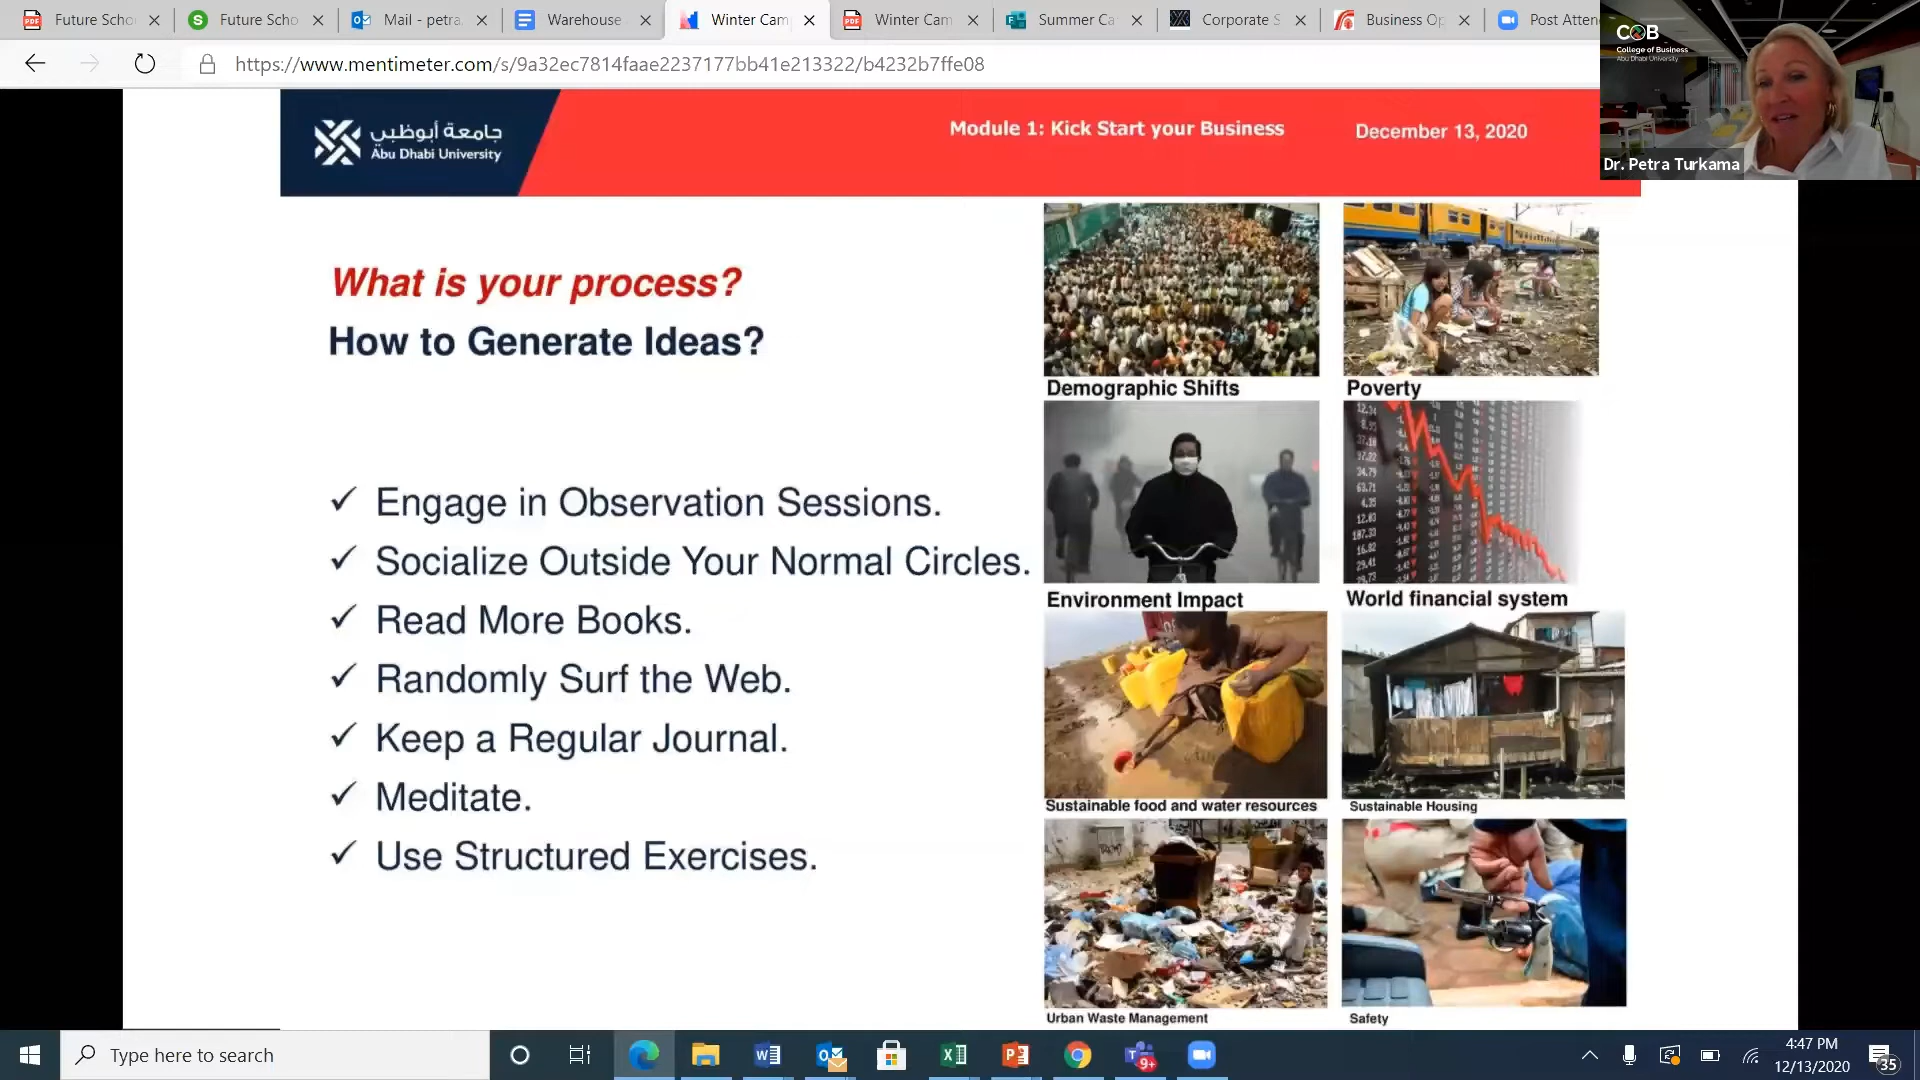 Future Scho
Future Scho
Mail - petra.
Warehouse
Winter Cam
Winter Cam
Summer Ca
Corporate S
Business Op
Post Atten
https://www.mentimeter.com/s/9a32ec7814faae2237177bb41e213322/b4232b7ffe08
COB
College of Business
Abu Dhabi University
Dr. Petra Turkama
جامعة أبوظبي
Abu Dhabi University
Module 1: Kick Start your Business
December 13, 2020
What is your process?
How to Generate Ideas?
✓ Engage in Observation Sessions.
✓ Socialize Outside Your Normal Circles.
✓ Read More Books.
✓ Randomly Surf the Web.
✓ Keep a Regular Journal.
✓ Meditate.
✓ Use Structured Exercises.
Demographic Shifts
Poverty
Environment Impact
World financial system
Sustainable food and water resources
Sustainable Housing
Urban Waste Management
Safety
Type here to search
9+
4:47 PM
12/13/2020
35